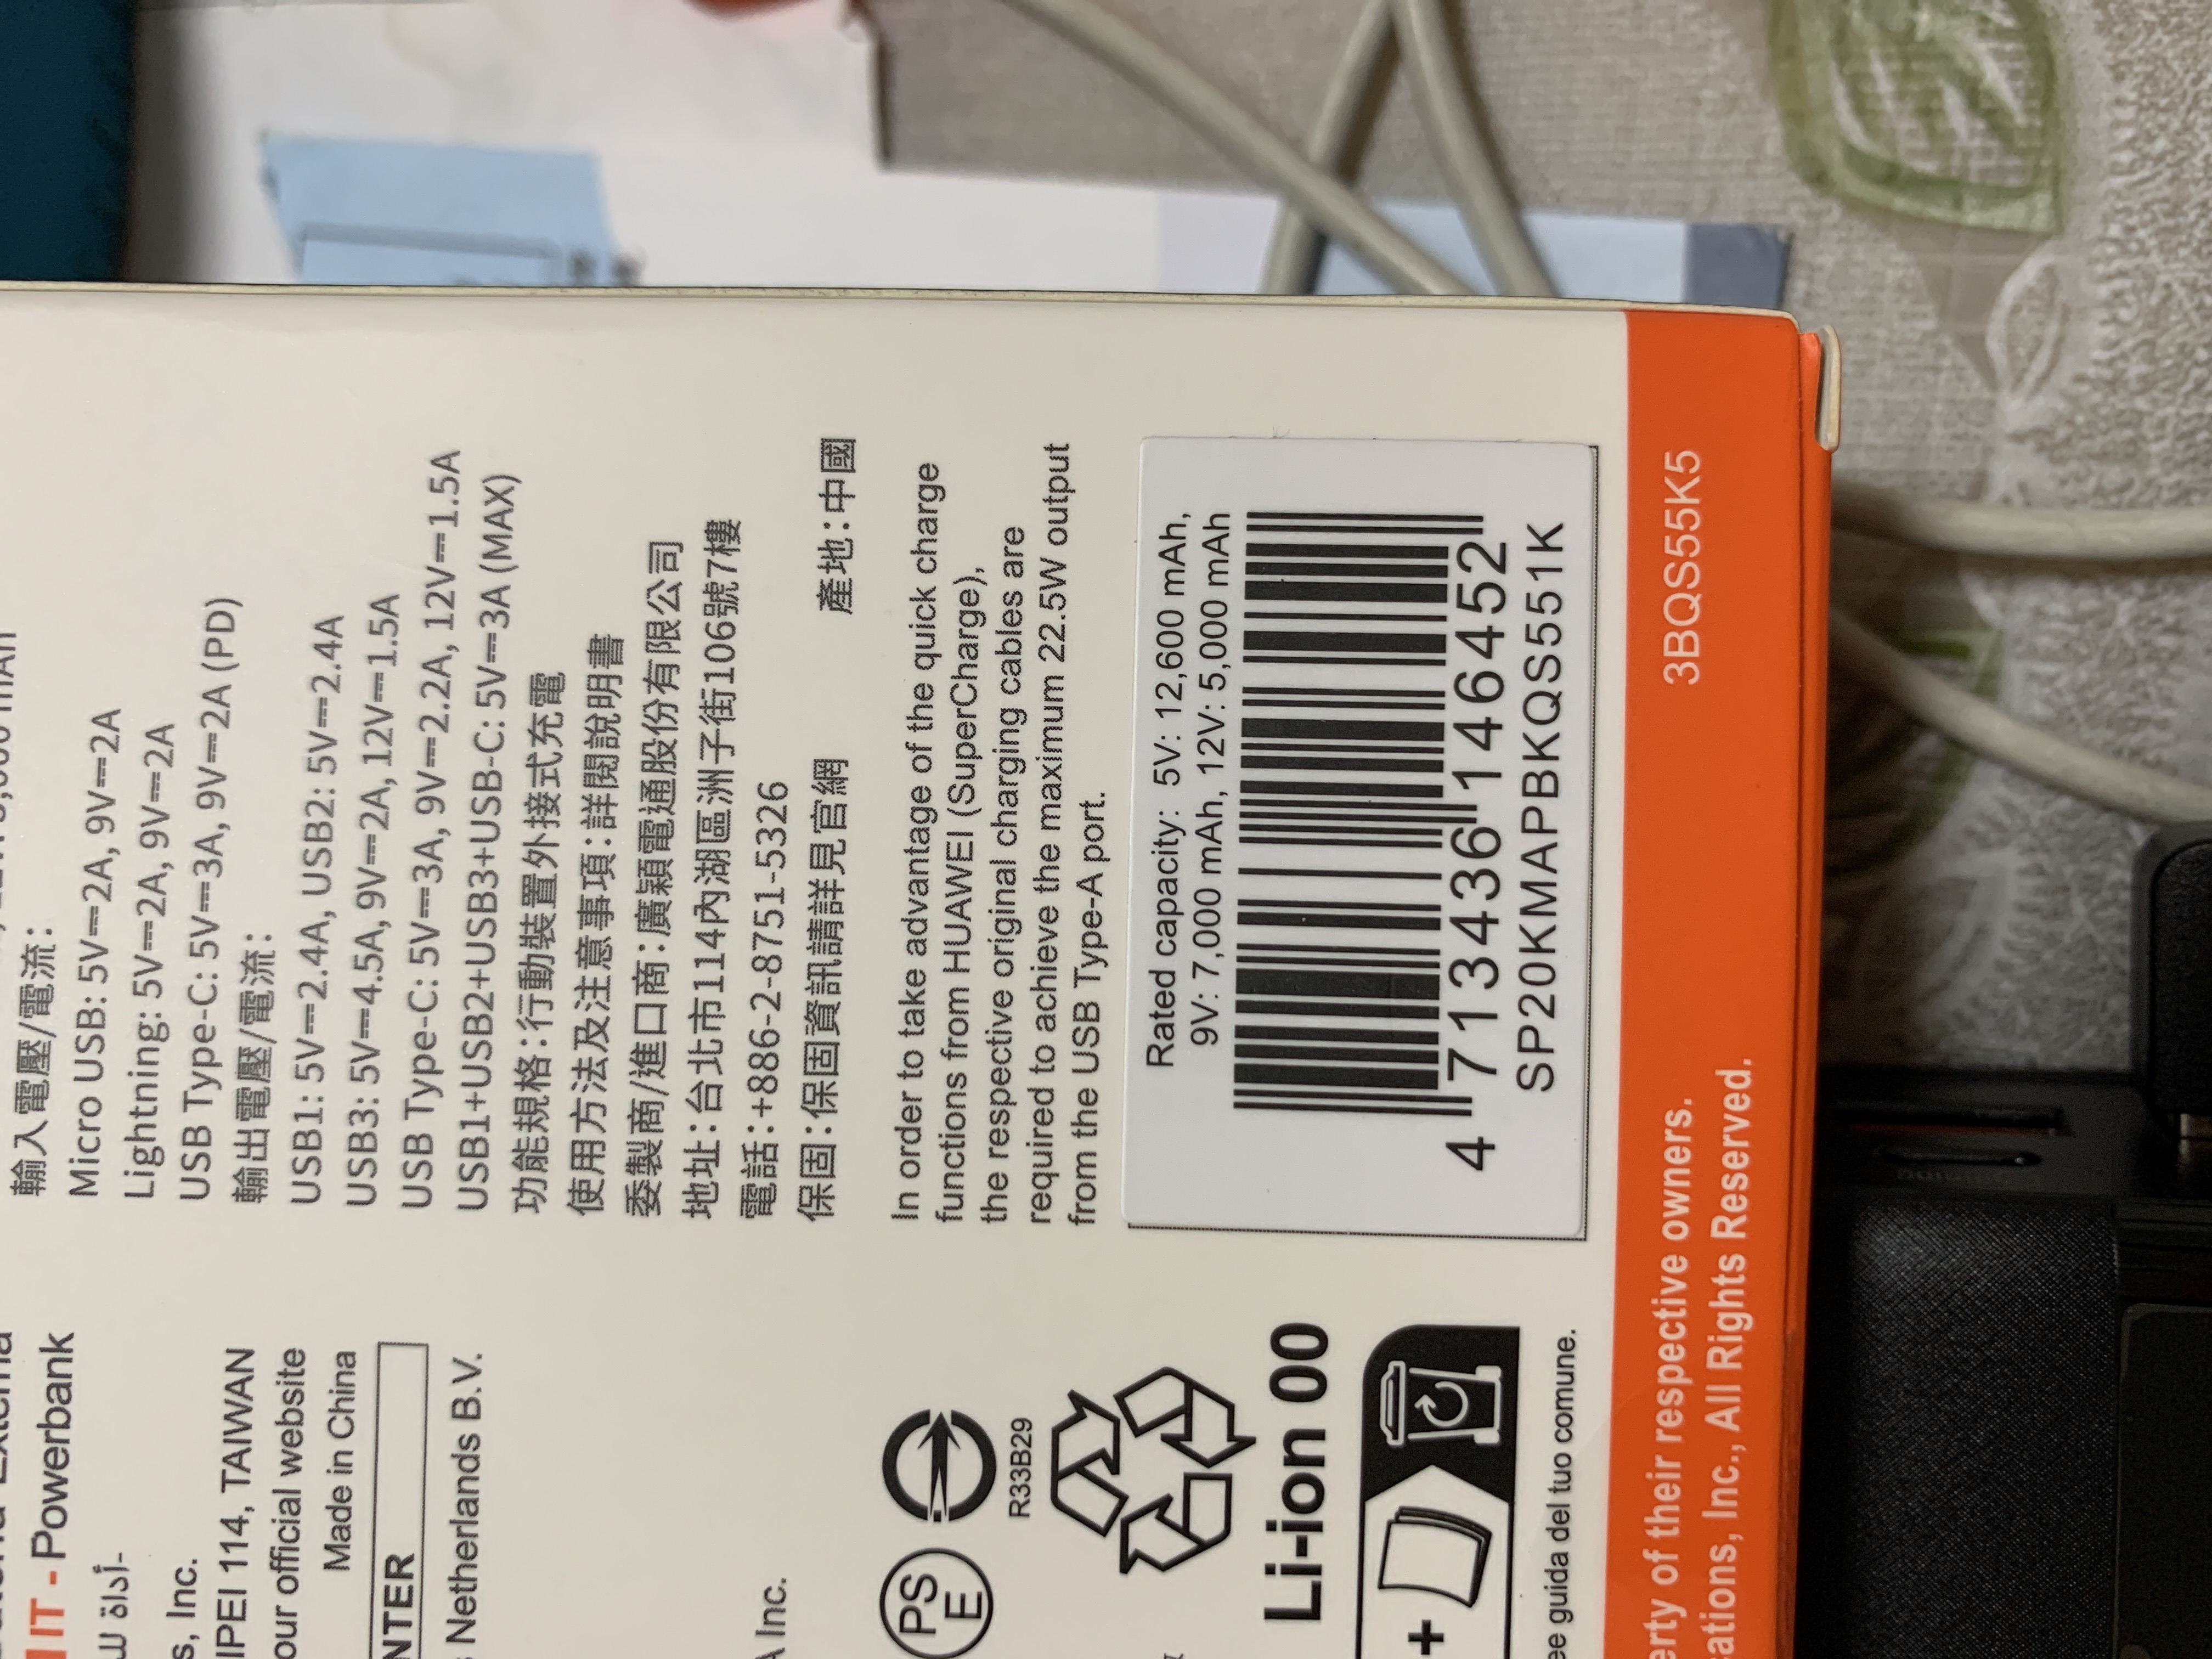 輸入電壓/電流：
Micro USB: 5V⎓2A, 9V⎓2A
Lightning: 5V⎓2A, 9V⎓2A
USB Type-C: 5V⎓3A, 9V⎓2A (PD)
輸出電壓/電流：
USB1: 5V⎓2.4A, USB2: 5V⎓2.4A
USB3: 5V⎓4.5A, 9V⎓2A, 12V⎓1.5A
USB Type-C: 5V⎓3A, 9V⎓2.2A, 12V⎓1.5A
USB1+USB2+USB3+USB-C: 5V⎓3A (MAX)
功能規格：行動裝置外接式充電
使用方法及注意事項：詳閱說明書
委製商/進口商：廣穎電通股份有限公司
地址：台北市114內湖區洲子街106號7樓
電話：+886-2-8751-5326
保固：保固資訊請詳見官網 產地：中國
In order to take advantage of the quick charge
functions from HUAWEI (SuperCharge),
the respective original charging cables are
required to achieve the maximum 22.5W output
from the USB Type-A port.
Rated capacity: 5V: 12,600 mAh,
9V: 7,000 mAh, 12V: 5,000 mAh
4 713436 146452
SP20KMAPBKQS551K
3BQS55K5
IT - Powerbank
أداة-
, Inc.
TAIPEI 114, TAIWAN
our official website
Made in China
Netherlands B.V.
Inc.
PS
E
R33B29
Li-ion 00
+
guida del tuo comune.
of their respective owners.
Inc., All Rights Reserved.